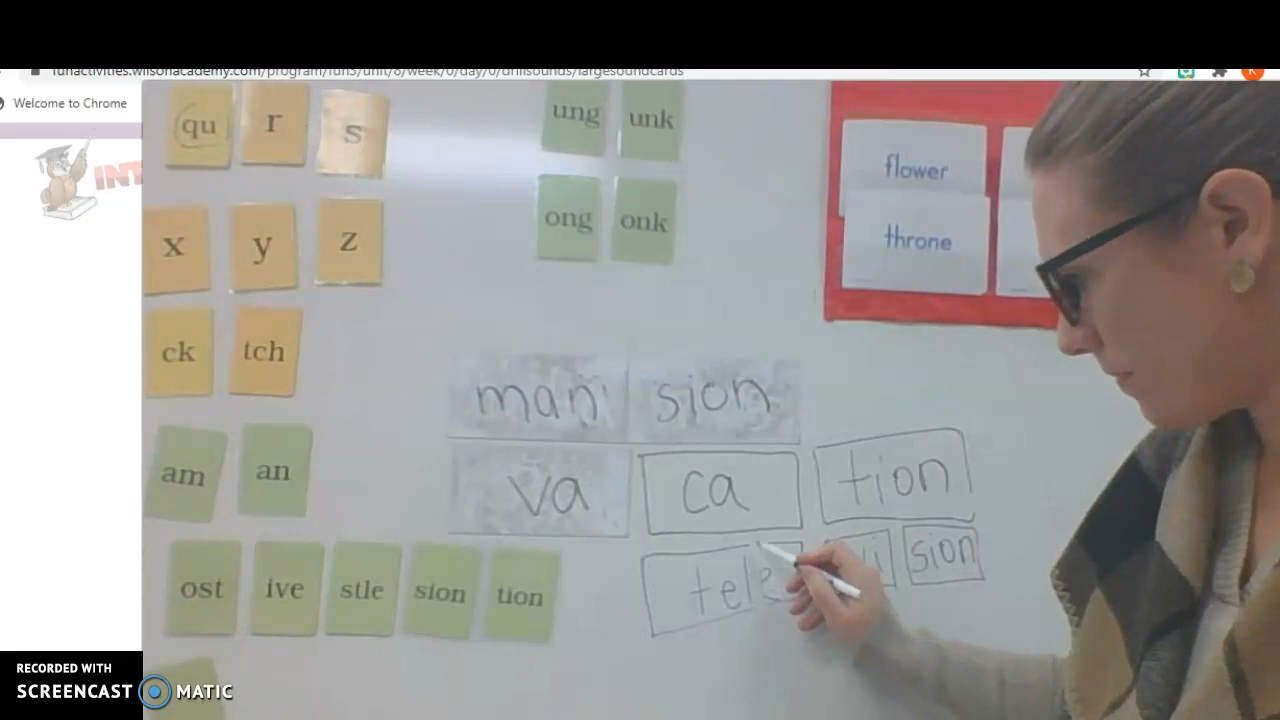 funactivities.wilsonacademy.com/program/fun3/unit/8/week/0/day/0/drillsounds/largesoundcards
Welcome to Chrome
INT
qu r s
x y z
ck tch
am an
ost ive stle sion tion
ung unk
ong onk
flower
throne
man sion
va ca tion
tele sion
RECORDED WITH
SCREENCAST MATIC